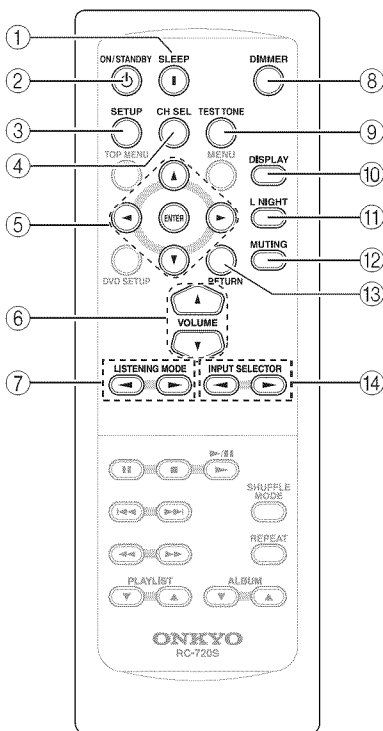 ① ON/STANDBY SLEEP DIMMER
② ⑧
SETUP CH SEL TEST TONE
③ ⑨
TOP MENU MENU
④ DISPLAY
⑩
⑤ ENTER L NIGHT
⑪
MUTING
⑫
DVD SETUP RETURN
⑬
⑥ VOLUME
LISTENING MODE INPUT SELECTOR
⑦ ⑭
SHUFFLE
MODE
REPEAT
PLAYLIST ALBUM
ONKYO
RC-720S